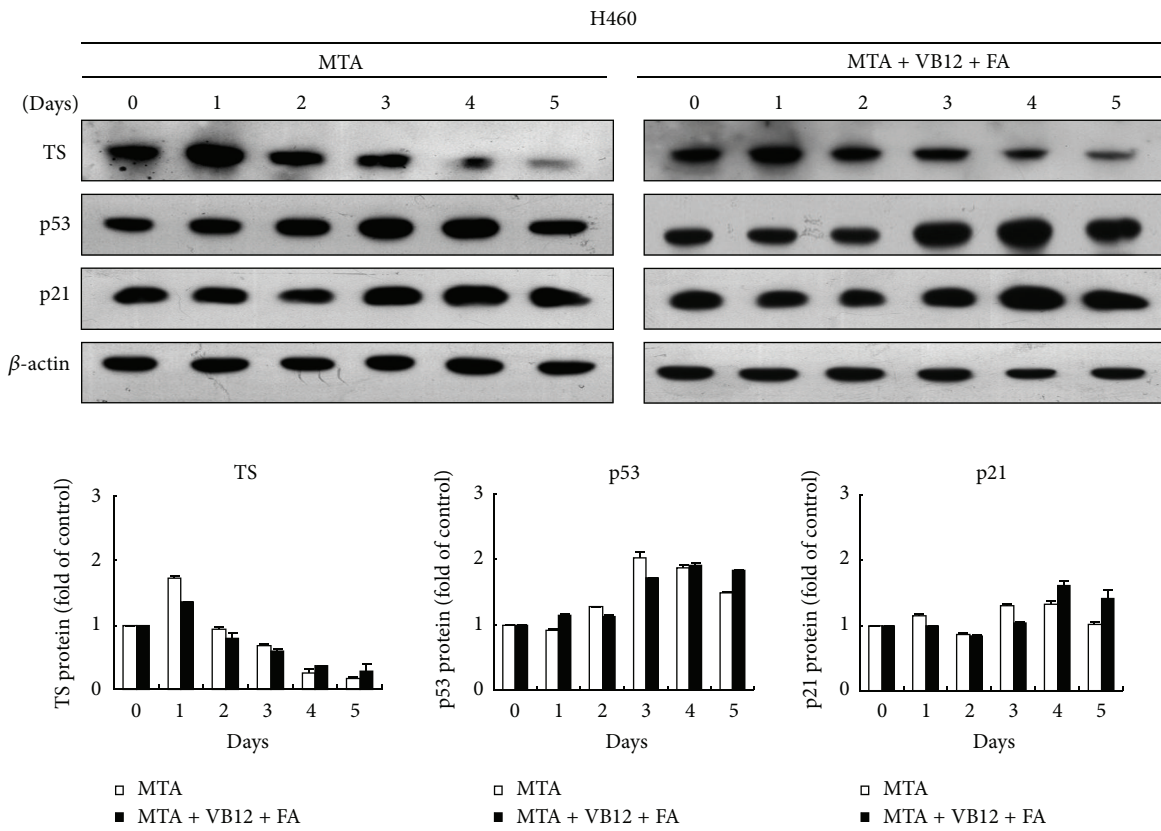 H460
MTA
MTA + VB12 + FA
(Days) 0 1 2 3 4 5 0 1 2 3 4 5
TS
p53
p21
β-actin
TS
TS protein (fold of control)
3
2
1
0
0 1 2 3 4 5
Days
MTA
MTA + VB12 + FA
p53
p53 protein (fold of control)
3
2
1
0
0 1 2 3 4 5
Days
MTA
MTA + VB12 + FA
p21
p21 protein (fold of control)
3
2
1
0
0 1 2 3 4 5
Days
MTA
MTA + VB12 + FA